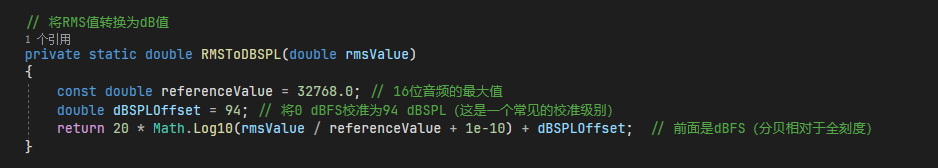 // 将RMS值转换为dB值
1 个引用
private static double RMSToDBSPL(double rmsValue)
{
const double referenceValue = 32768.0; // 16位音频的最大值
double dBSPLOffset = 94; // 将0 dBFS校准为94 dBSPL（这是一个常见的校准级别）
return 20 * Math.Log10(rmsValue / referenceValue + 1e-10) + dBSPLOffset;  // 前面是dBFS（分贝相对于全刻度）
}